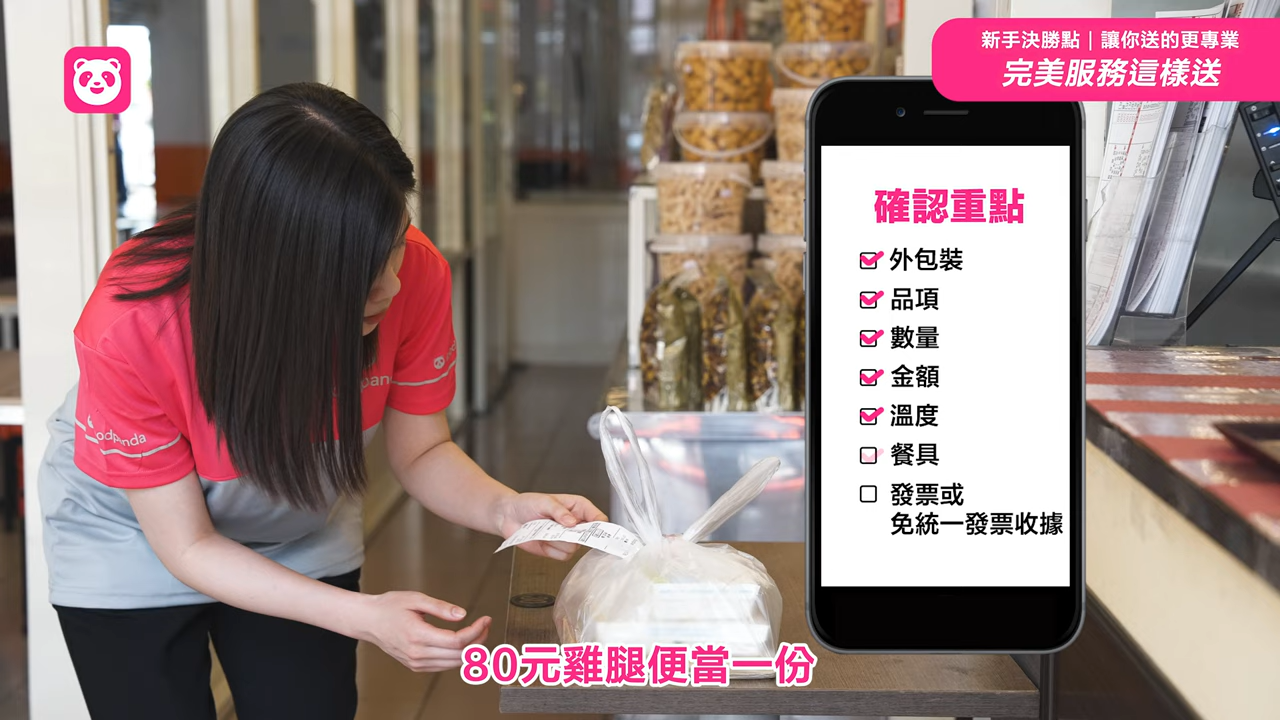 新手決勝點｜讓你送的更專業
完美服務這樣送
確認重點
外包裝
品項
數量
金額
溫度
餐具
發票或
免統一發票收據
80元雞腿便當一份